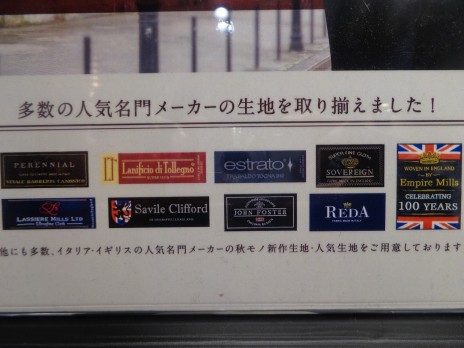 多数の人気名門メーカーの生地を取り揃えました！
PERENNIAL
Lanificio di Tollegno
estrato
SOVEREIGN
WOVEN IN ENGLAND
BY
Empire Mills
CELEBRATING
100 YEARS
LASSIERE MILLS LTD
Savile Clifford
JOHN FOSTER
REDA
他にも多数、イタリア・イギリスの人気名門メーカーの秋モノ新作生地・人気生地をご用意しております